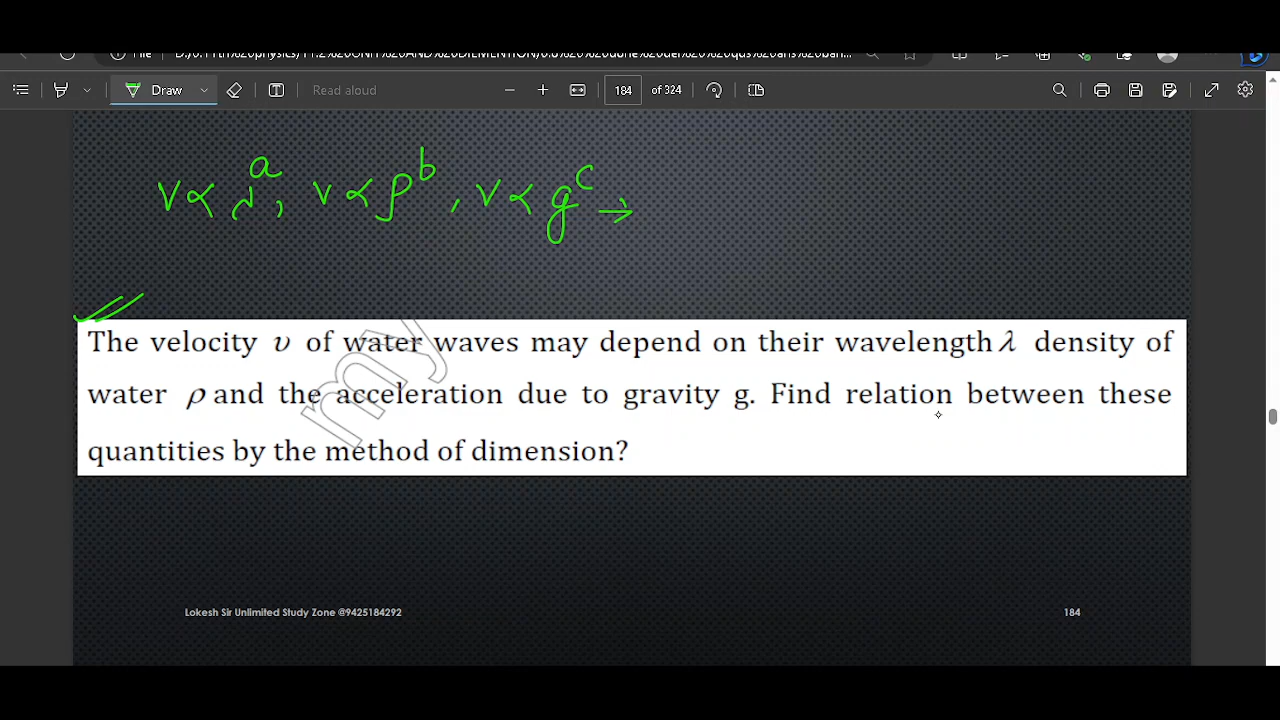 Draw
Read aloud
184 of 324
v ∝ λ^a ; v ∝ ρ^b , v ∝ g^c →
The velocity υ of water waves may depend on their wavelength λ density of
water ρ and the acceleration due to gravity g. Find relation between these
quantities by the method of dimension?
my
Lokesh Sir Unlimited Study Zone @9425184292
184